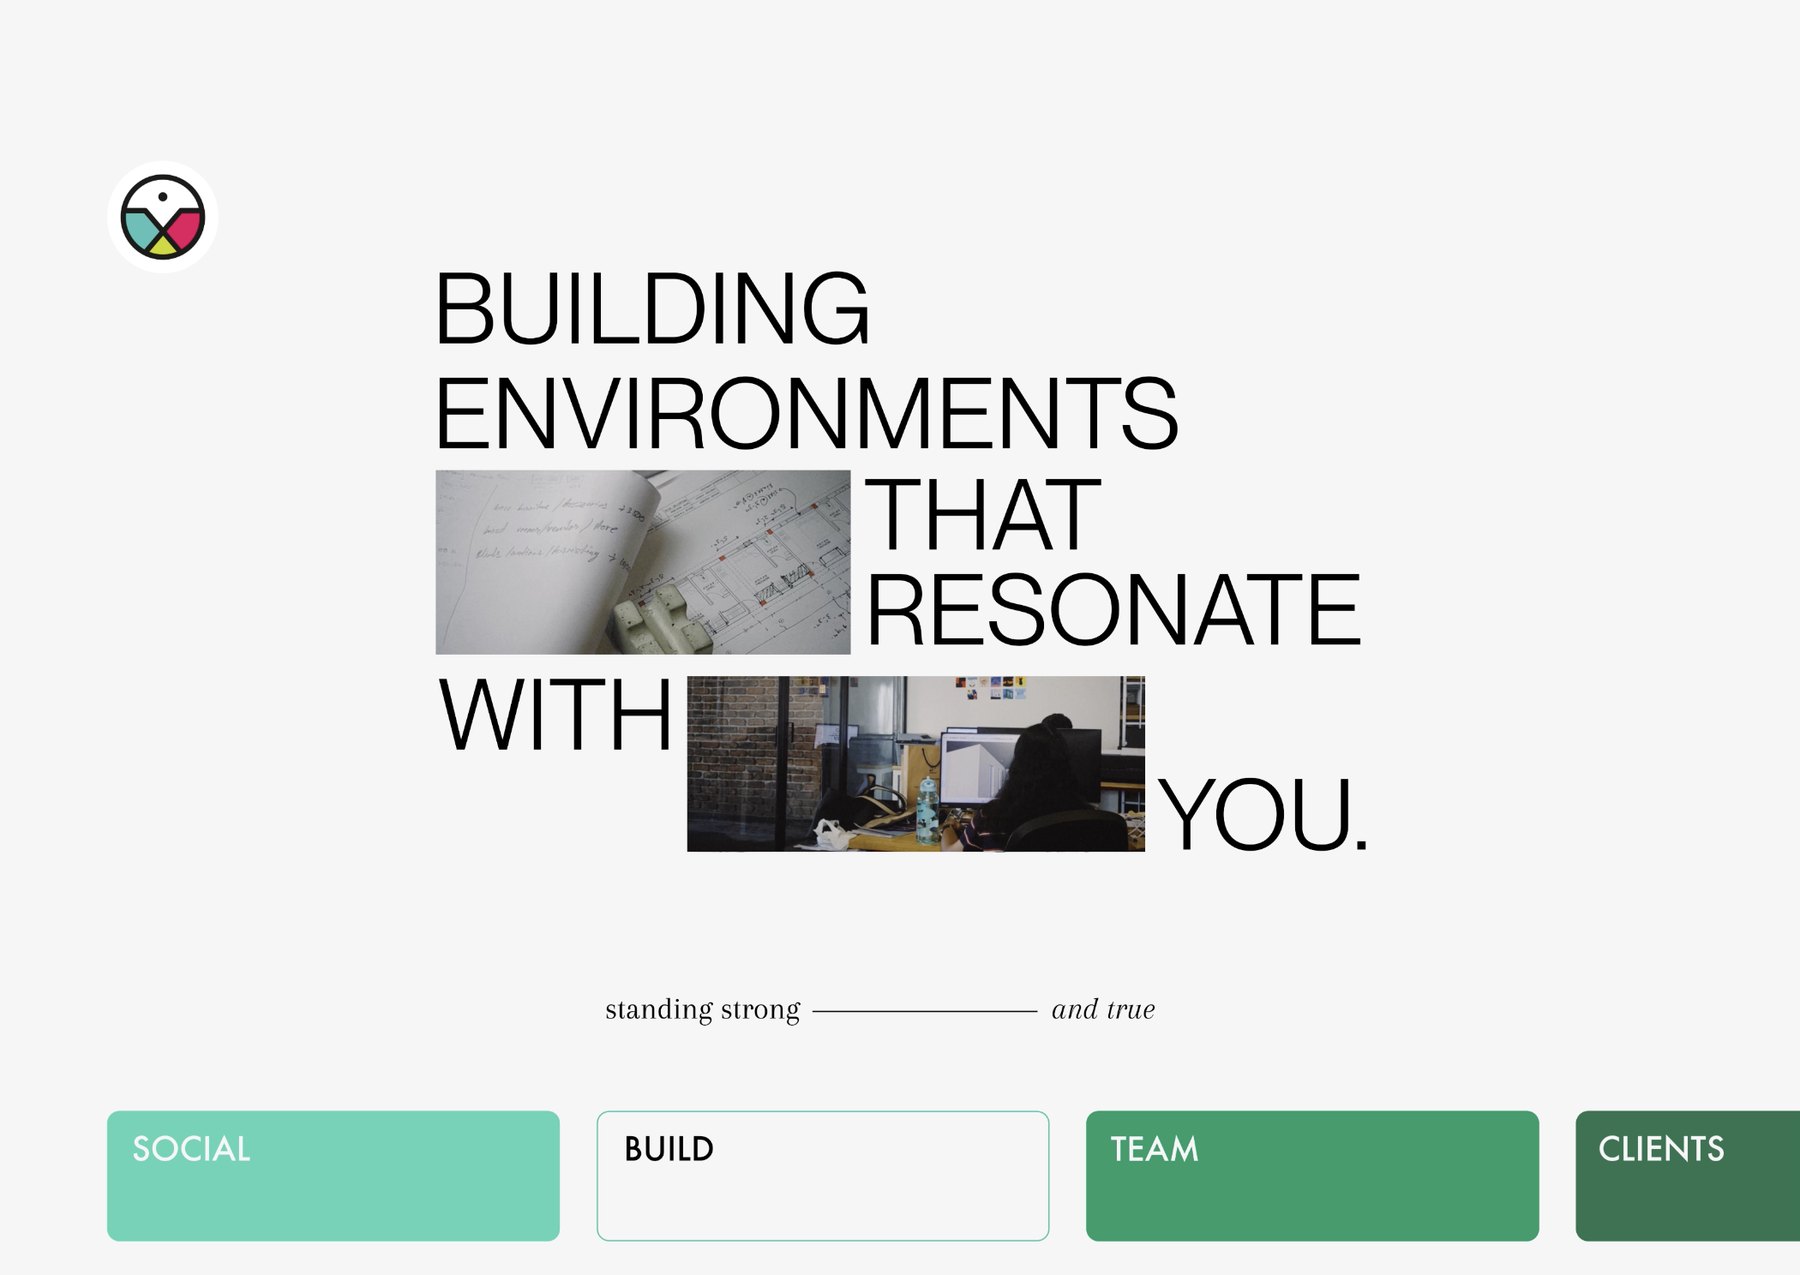 BUILDING
ENVIRONMENTS
THAT
RESONATE
WITH
YOU.
standing strong
and true
SOCIAL
BUILD
TEAM
CLIENTS